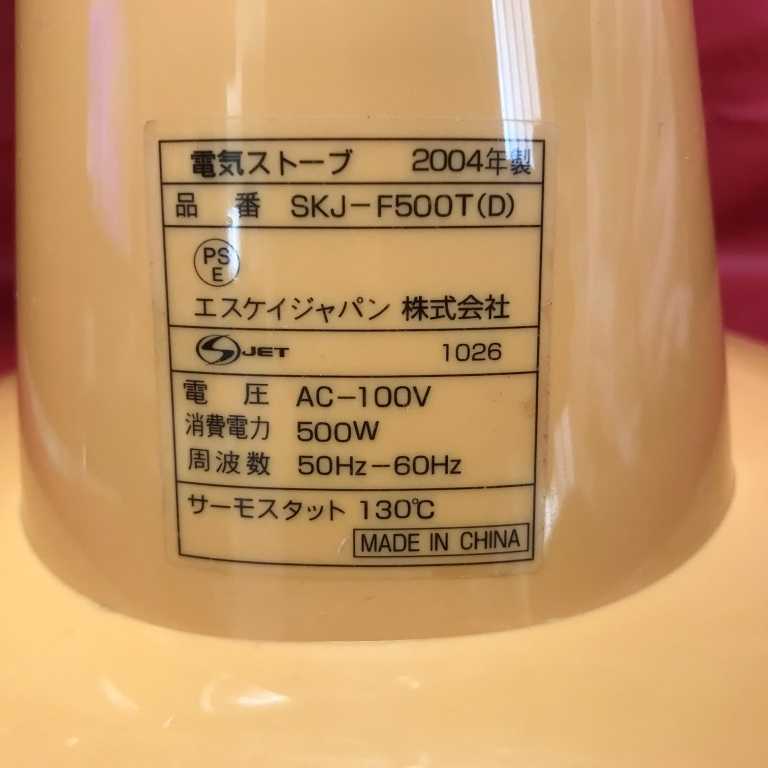 電気ストーブ 2004年製
品番 SKJ-F500T(D)
PS
E
エスケイジャパン 株式会社
S JET 1026
電圧 AC-100V
消費電力 500W
周波数 50Hz-60Hz
サーモスタット 130℃
MADE IN CHINA